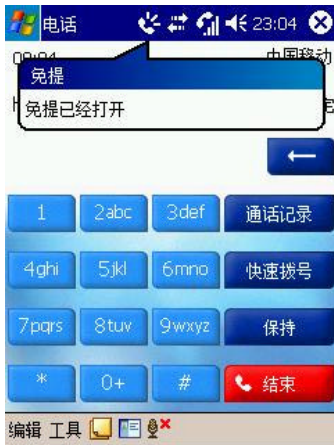 电话 23:04
中国移动
免提
免提已经打开
1 2abc 3def 通话记录
4ghi 5jkl 6mno 快速拨号
7pqrs 8tuv 9wxyz 保持
* 0+ # 结束
编辑 工具